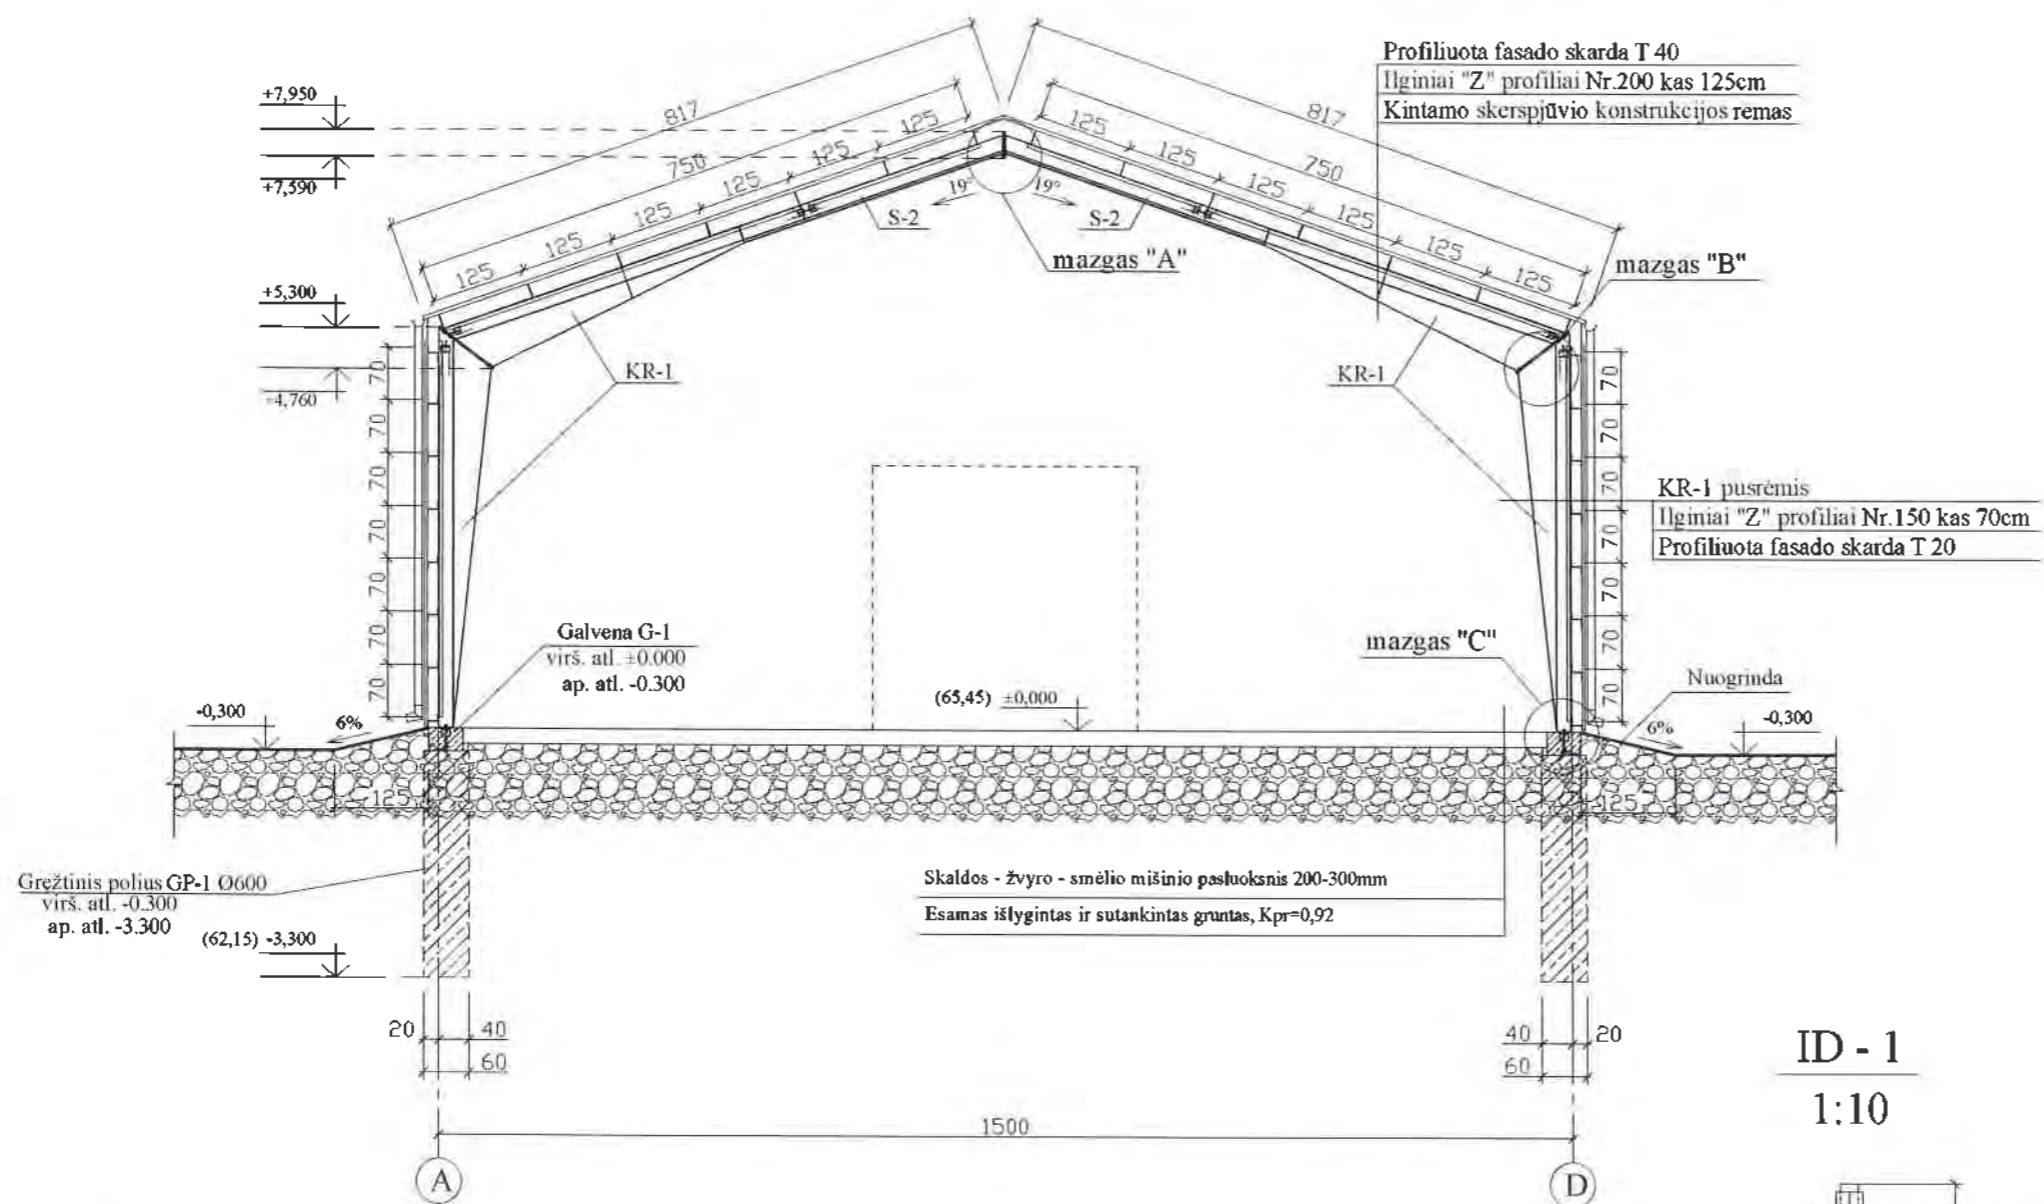 Profiliuota fasado skarda T 40
Ilginiai "Z" profiliai Nr.200 kas 125cm
Kintamo skerspjūvio konstrukcijos rėmas
+7,950
+7,590
+5,300
+4,760
817
750
125
125
125
125
125
125
817
750
125
125
125
125
125
125
19°
19°
S-2
S-2
mazgas "A"
mazgas "B"
KR-1
KR-1
70
70
70
70
70
70
70
70
70
70
70
70
70
70
KR-1 pusrėmis
Ilginiai "Z" profiliai Nr.150 kas 70cm
Profiliuota fasado skarda T 20
Galvena G-1
virš. atl. ±0.000
ap. atl. -0.300
mazgas "C"
Nuogrinda
(65,45) ±0,000
-0,300
6%
6%
-0,300
125
125
Gręžtinis polius GP-1 Ø600
virš. atl. -0.300
ap. atl. -3.300
(62,15) -3,300
Skaldos - žvyro - smėlio mišinio pasluoksnis 200-300mm
Esamas išlygintas ir sutankintas gruntas, Kpr=0,92
20
40
60
40
20
60
1500
A
D
ID - 1
1:10